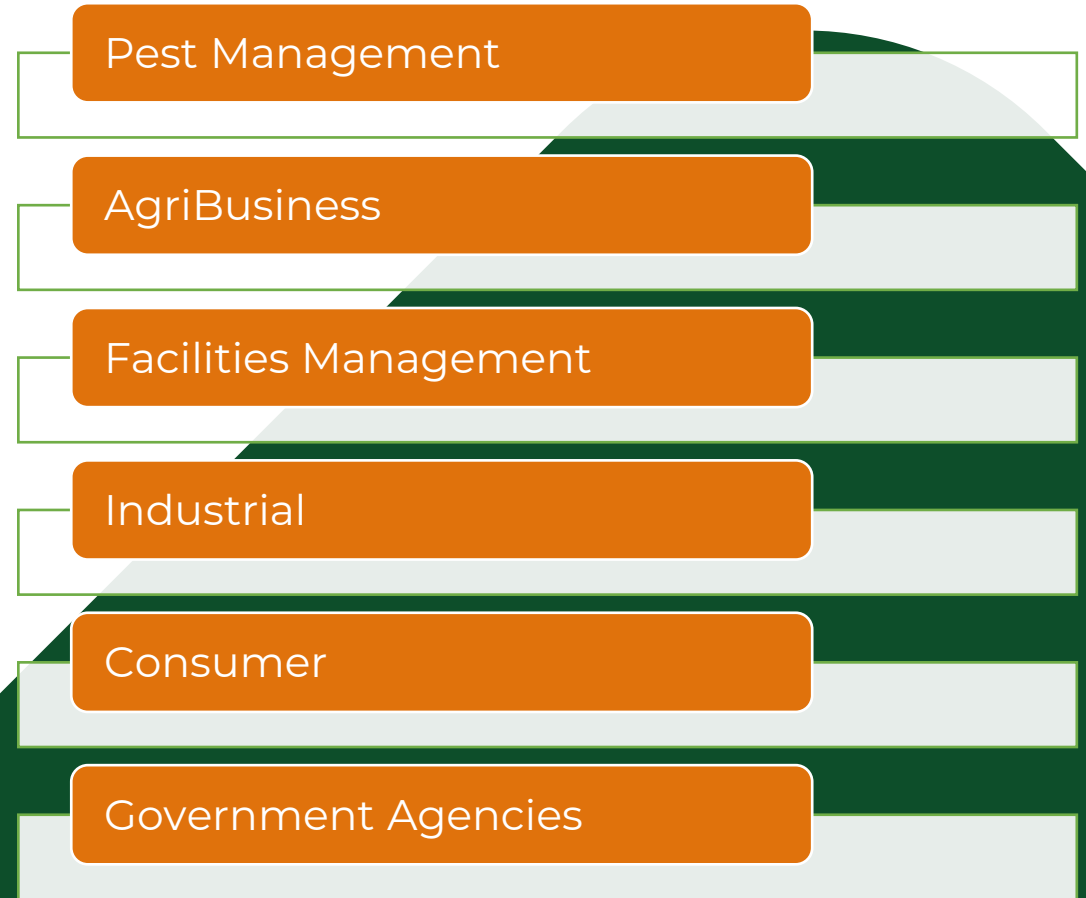 Pest Management
AgriBusiness
Facilities Management
Industrial
Consumer
Government Agencies